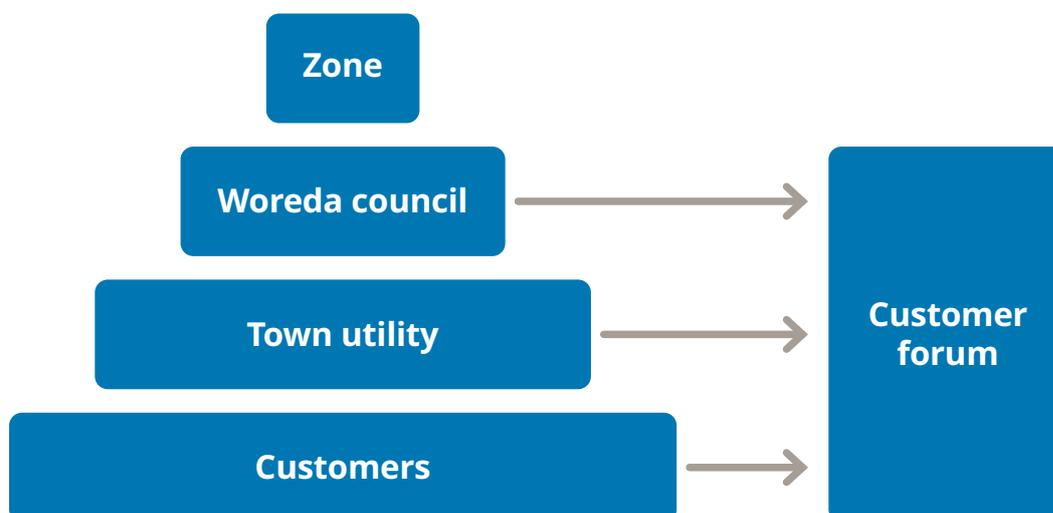 Zone
Woreda council
Town utility
Customers
Customer
forum